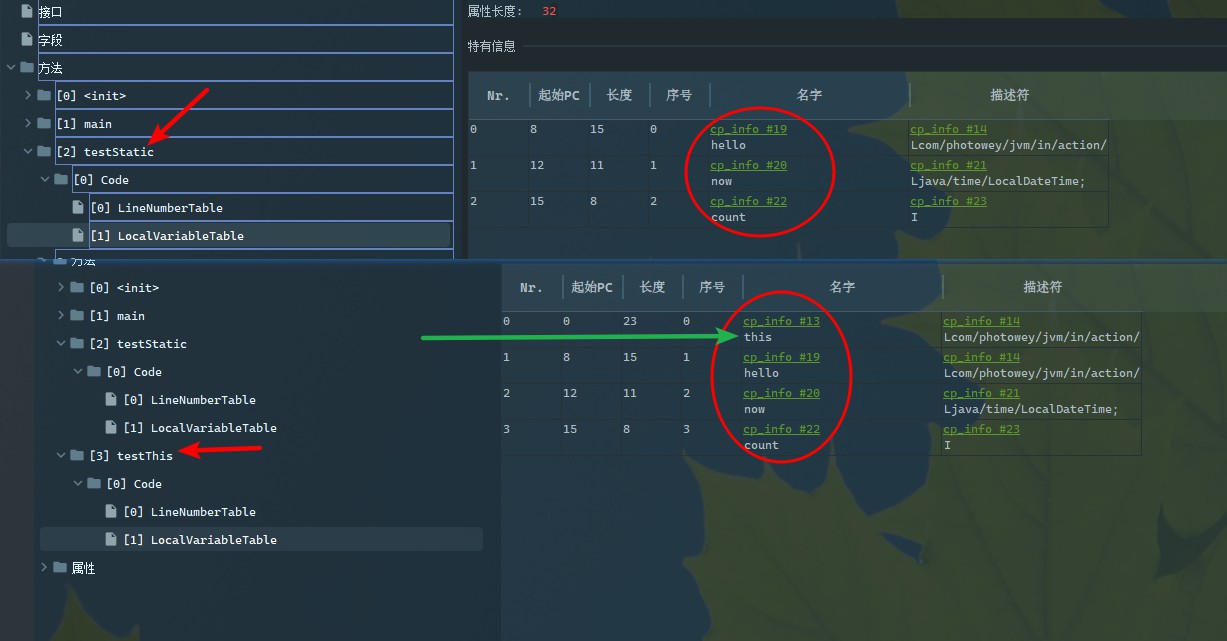 接口
字段
方法
[0] <init>
[1] main
[2] testStatic
[0] Code
[0] LineNumberTable
[1] LocalVariableTable
属性长度: 32
特有信息
Nr. 起始PC 长度 序号 名字 描述符
0 8 15 0 cp_info #19 cp_info #14
hello Lcom/photowey/jvm/in/action/
1 12 11 1 cp_info #20 cp_info #21
now Ljava/time/LocalDateTime;
2 15 8 2 cp_info #22 cp_info #23
count I
方法
[0] <init>
[1] main
[2] testStatic
[0] Code
[0] LineNumberTable
[1] LocalVariableTable
[3] testThis
[0] Code
[0] LineNumberTable
[1] LocalVariableTable
属性
Nr. 起始PC 长度 序号 名字 描述符
0 0 23 0 cp_info #13 cp_info #14
this Lcom/photowey/jvm/in/action/
1 8 15 1 cp_info #19 cp_info #14
hello Lcom/photowey/jvm/in/action/
2 12 11 2 cp_info #20 cp_info #21
now Ljava/time/LocalDateTime;
3 15 8 3 cp_info #22 cp_info #23
count I